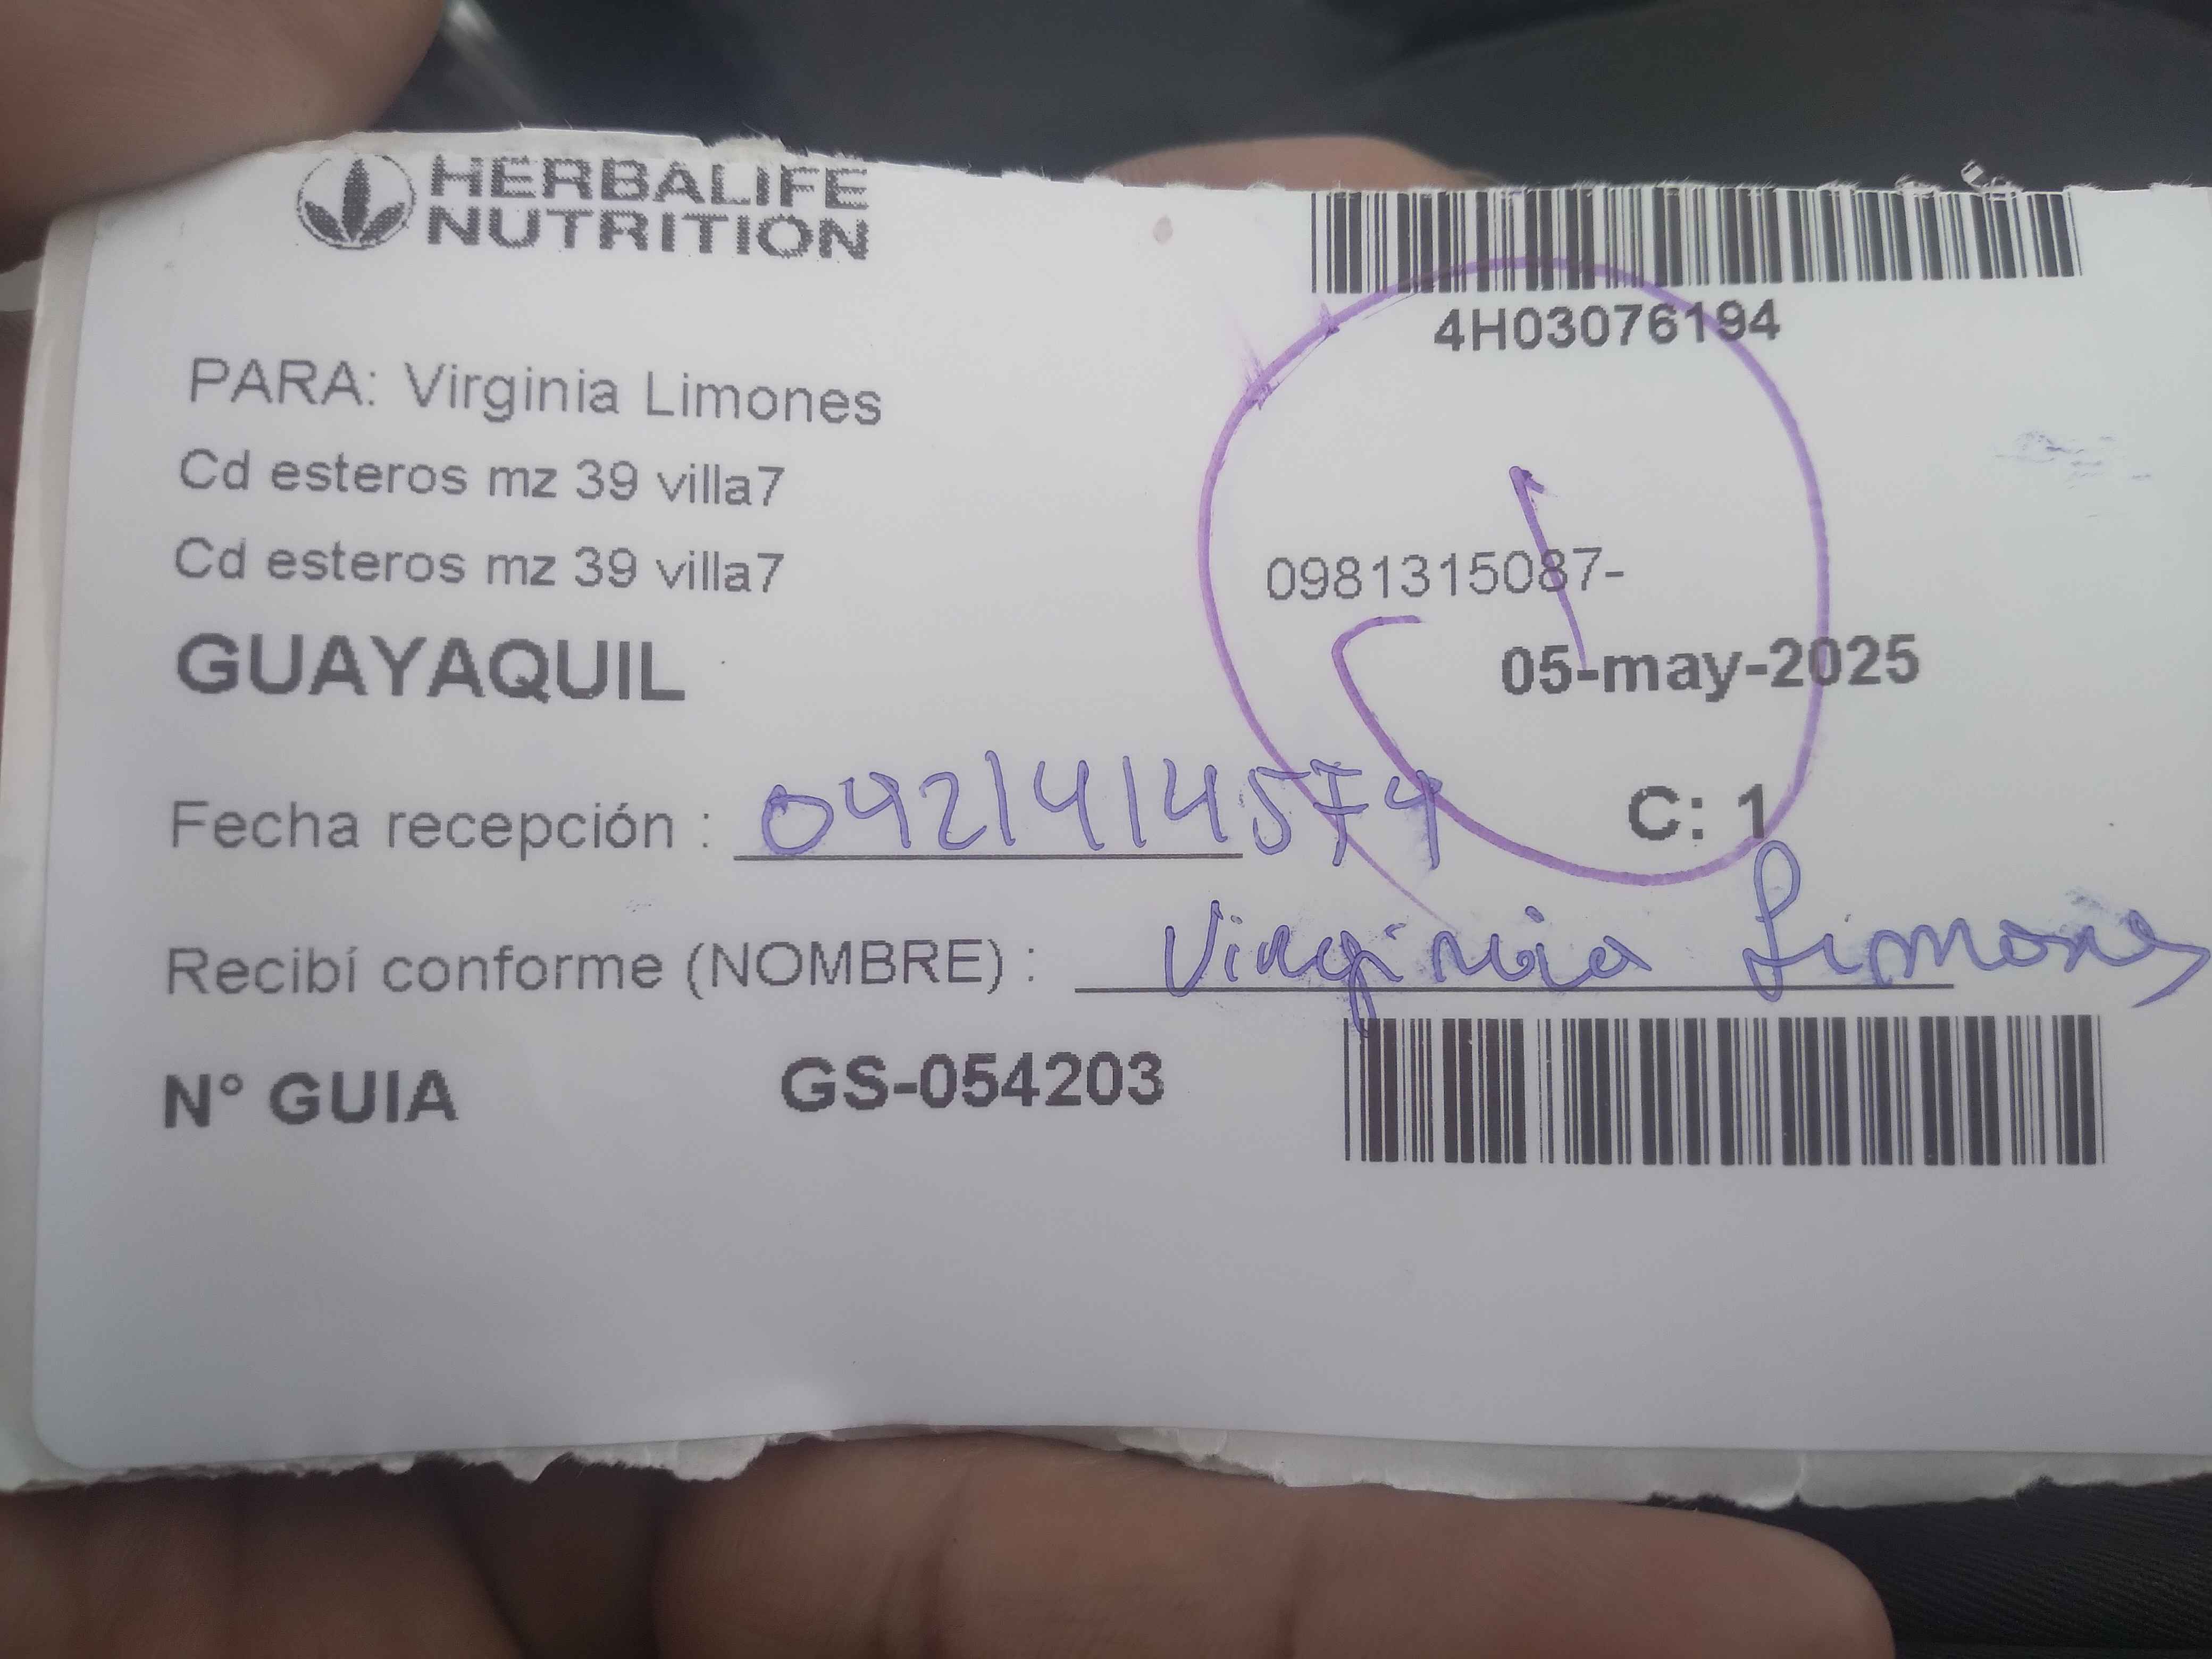 HERBALIFE
NUTRITION
4H03076194
PARA: Virginia Limones
Cd esteros mz 39 villa7
Cd esteros mz 39 villa7
0981315087-
GUAYAQUIL
05-may-2025
Fecha recepción : 0921414574
C: 1
Recibí conforme (NOMBRE) : Virginia Limones
N° GUIA GS-054203